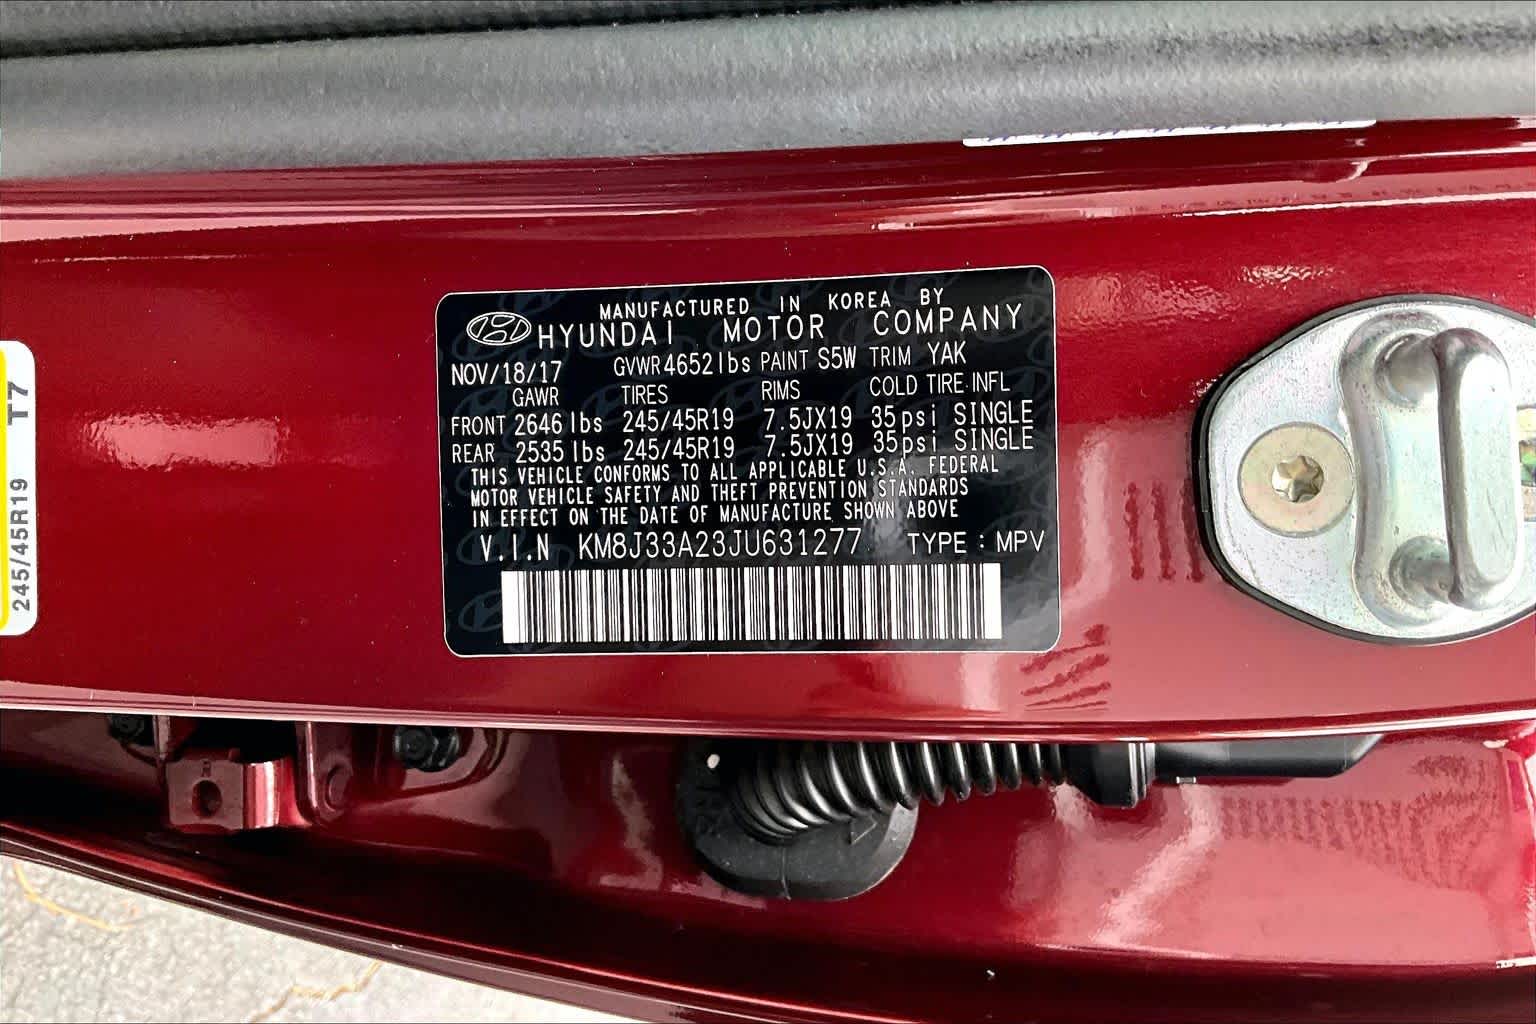 MANUFACTURED IN KOREA BY
HYUNDAI MOTOR COMPANY
NOV/18/17 GVWR 4652 lbs PAINT S5W TRIM YAK
GAWR TIRES RIMS COLD TIRE INFL
FRONT 2646 lbs 245/45R19 7.5JX19 35psi SINGLE
REAR 2535 lbs 245/45R19 7.5JX19 35psi SINGLE
THIS VEHICLE CONFORMS TO ALL APPLICABLE U.S.A. FEDERAL
MOTOR VEHICLE SAFETY AND THEFT PREVENTION STANDARDS
IN EFFECT ON THE DATE OF MANUFACTURE SHOWN ABOVE
V.I.N KM8J33A23JU631277 TYPE : MPV
245/45R19 T7